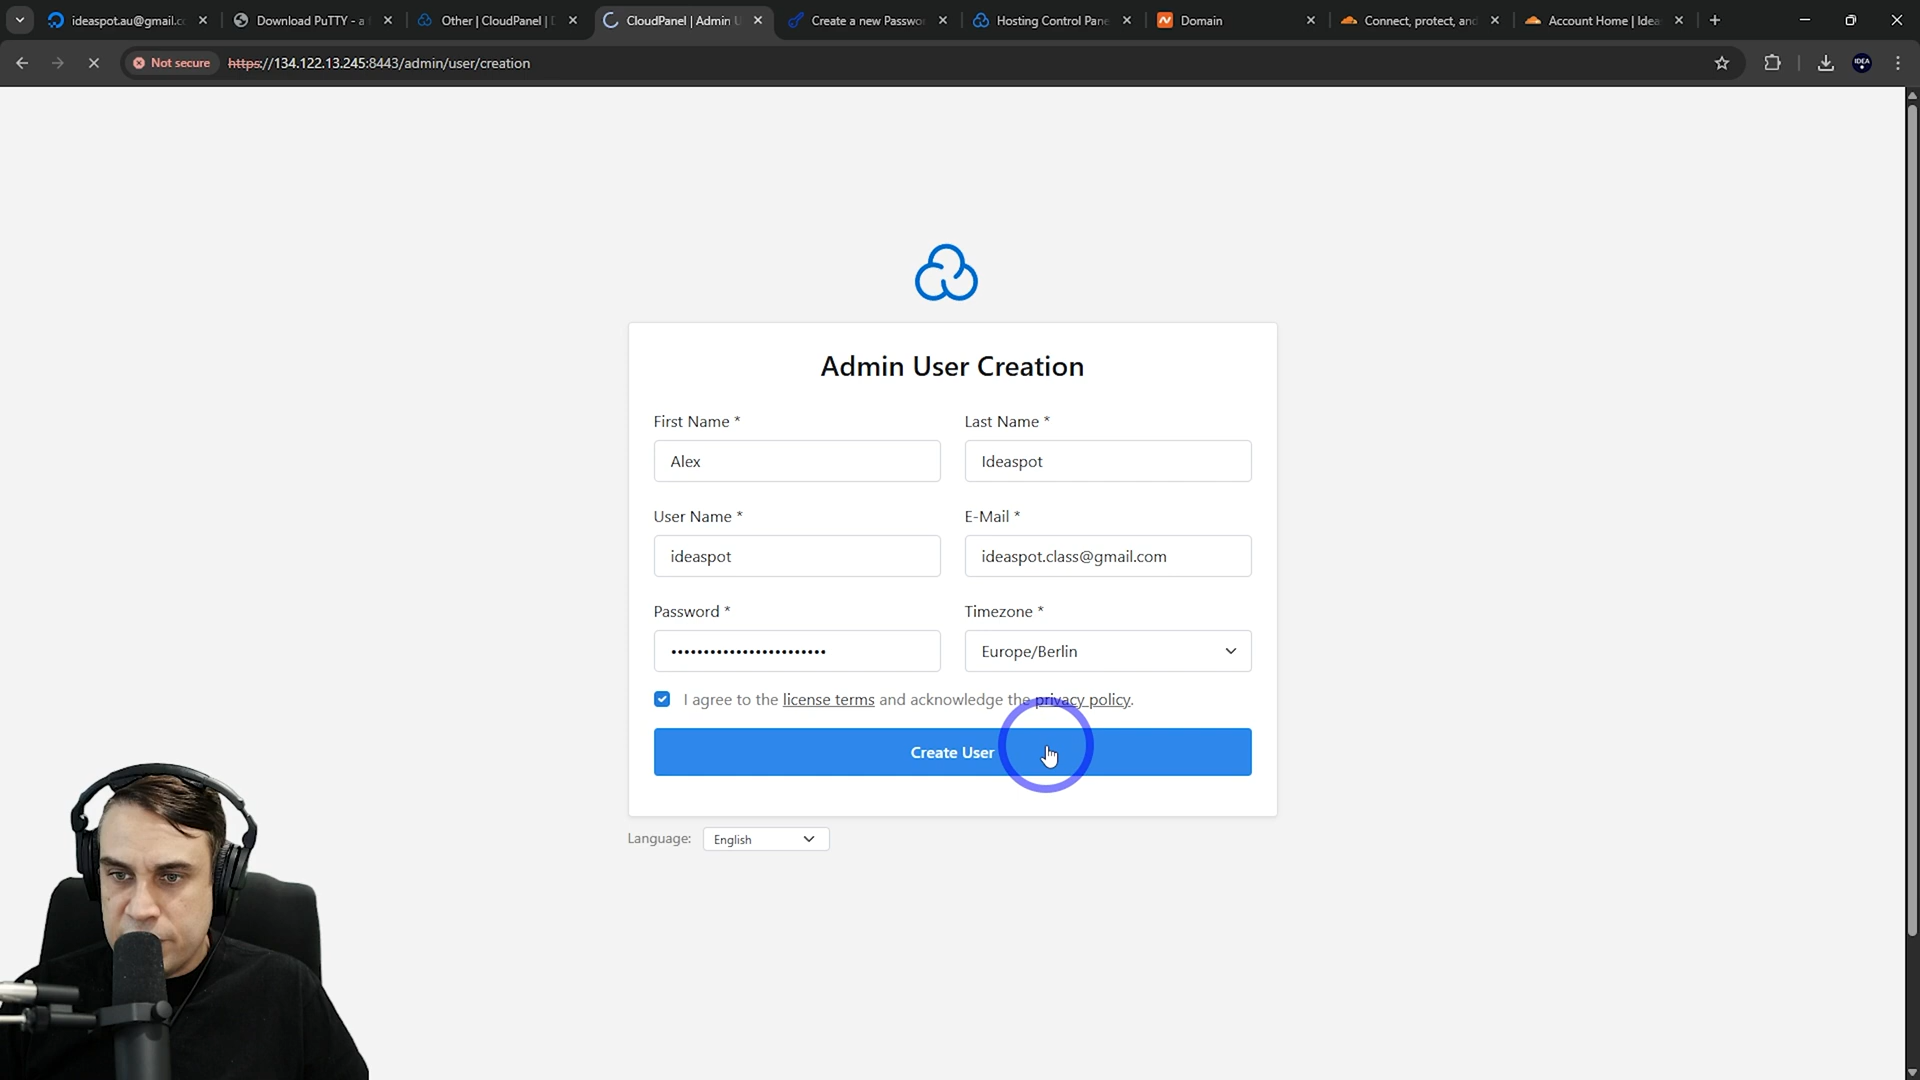 ideaspot.au@gmail.c
Download PuTTY - a f
Other | CloudPanel | D
CloudPanel | Admin U
Create a new Passwo
Hosting Control Pane
Domain
Connect, protect, and
Account Home | Idea
Not secure
https://134.122.13.245:8443/admin/user/creation
IDEA
Admin User Creation
First Name *
Last Name *
Alex
Ideaspot
User Name *
E-Mail *
ideaspot
ideaspot.class@gmail.com
Password *
Timezone *
Europe/Berlin
I agree to the license terms and acknowledge the privacy policy.
Create User
Language:
English